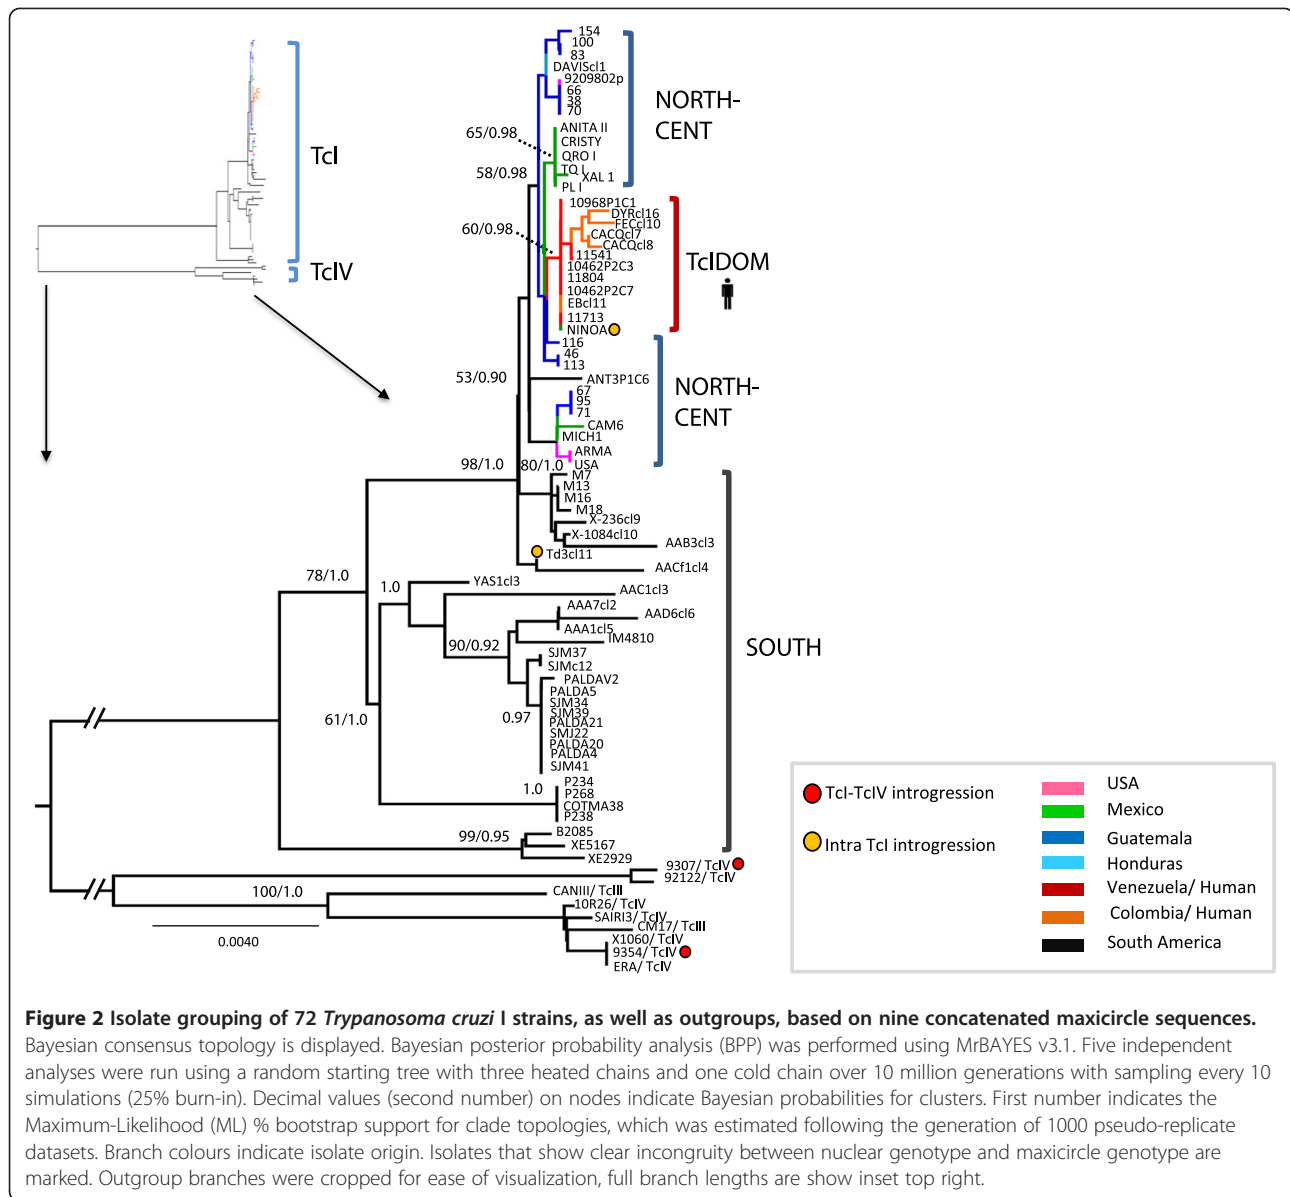 TcI
TcIV
154
100
83
DAVIScl1
9209802p
66
38
70
NORTH-
CENT
65/0.98
ANITA II
CRISTY
QRO I
TQ I
XAL 1
PL I
58/0.98
10968P1C1
DYRcl16
FECcl10
CACQcl7
CACQcl8
60/0.98
11541
10462P2C3
11804
10462P2C7
EBcl11
11713
NINOA
TcIDOM
116
46
113
53/0.90
ANT3P1C6
67
95
71
CAM6
MICH1
ARMA
USA
NORTH-
CENT
98/1.0
80/1.0
M7
M13
M16
M18
X-236cl9
X-1084cl10
AAB3cl3
Td3cl11
AACf1cl4
78/1.0
1.0
YAS1cl3
AAC1cl3
AAA7cl2
AAD6cl6
AAA1cl5
IM4810
90/0.92
SJM37
SJMc12
PALDAV2
PALDA5
SJM34
SJM39
PALDA21
SMJ22
PALDA20
PALDA4
SJM41
0.97
61/1.0
SOUTH
1.0
P234
P268
COTMA38
P238
99/0.95
B2085
XE5167
XE2929
9307/ TcIV
92122/ TcIV
100/1.0
CANIII/ TcIII
10R26/ TcIV
SAIRI3/ TcIV
CM17/ TcIII
X1060/ TcIV
9354/ TcIV
ERA/ TcIV
0.0040
TcI-TcIV introgression
Intra TcI introgression
USA
Mexico
Guatemala
Honduras
Venezuela/ Human
Colombia/ Human
South America
Figure 2 Isolate grouping of 72 Trypanosoma cruzi I strains, as well as outgroups, based on nine concatenated maxicircle sequences.
Bayesian consensus topology is displayed. Bayesian posterior probability analysis (BPP) was performed using MrBAYES v3.1. Five independent
analyses were run using a random starting tree with three heated chains and one cold chain over 10 million generations with sampling every 10
simulations (25% burn-in). Decimal values (second number) on nodes indicate Bayesian probabilities for clusters. First number indicates the
Maximum-Likelihood (ML) % bootstrap support for clade topologies, which was estimated following the generation of 1000 pseudo-replicate
datasets. Branch colours indicate isolate origin. Isolates that show clear incongruity between nuclear genotype and maxicircle genotype are
marked. Outgroup branches were cropped for ease of visualization, full branch lengths are show inset top right.